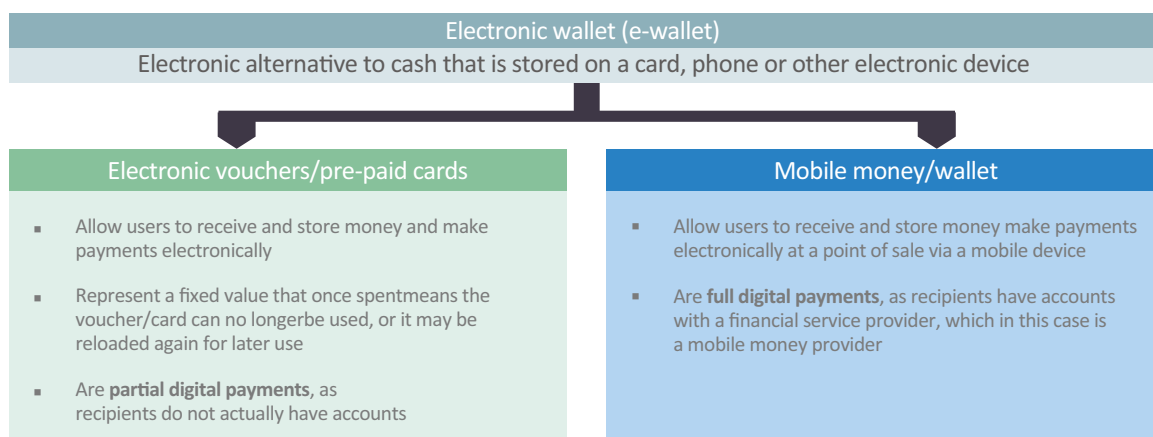 Electronic wallet (e-wallet)
Electronic alternative to cash that is stored on a card, phone or other electronic device
Electronic vouchers/pre-paid cards
Allow users to receive and store money and make
payments electronically
Represent a fixed value that once spentmeans the
voucher/card can no longerbe used, or it may be
reloaded again for later use
Are partial digital payments, as
recipients do not actually have accounts
Mobile money/wallet
Allow users to receive and store money make payments
electronically at a point of sale via a mobile device
Are full digital payments, as recipients have accounts
with a financial service provider, which in this case is
a mobile money provider